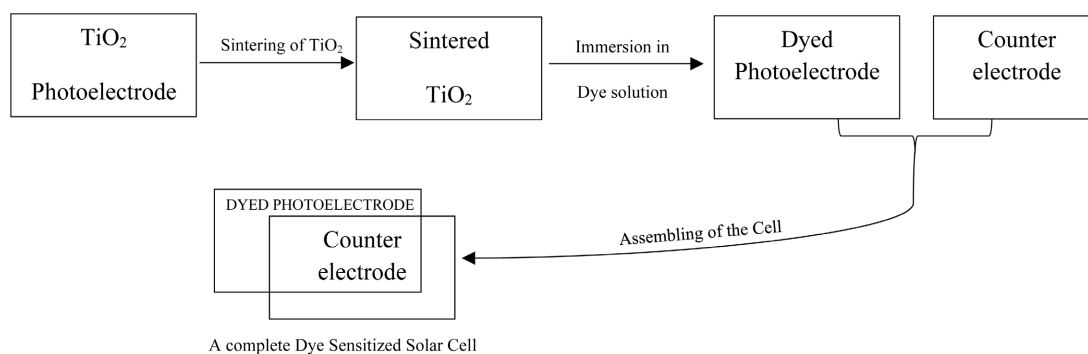 TiO₂
Photoelectrode
Sintering of TiO₂
Sintered
TiO₂
Immersion in
Dye solution
Dyed
Photoelectrode
Counter
electrode
Assembling of the Cell
DYED PHOTOELECTRODE
Counter
electrode
A complete Dye Sensitized Solar Cell